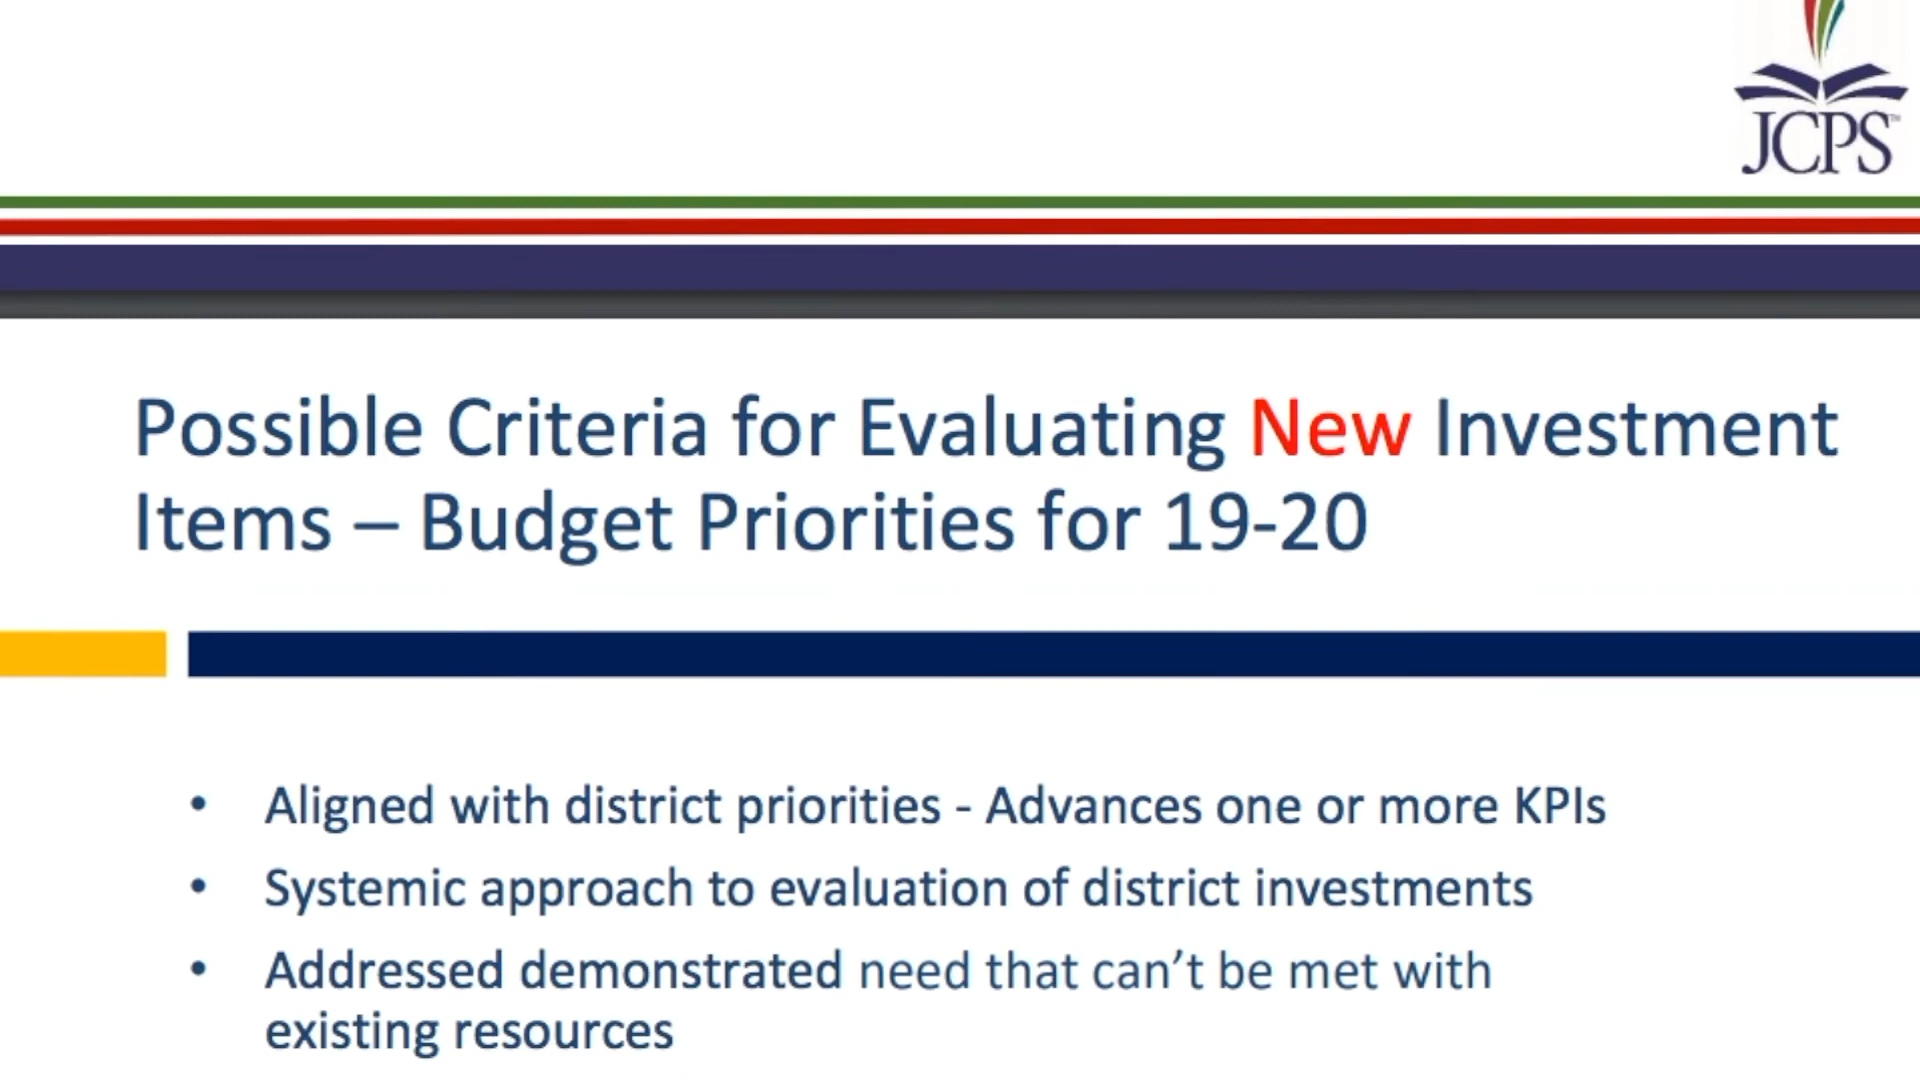 JCPS™
Possible Criteria for Evaluating New Investment
Items – Budget Priorities for 19-20
• Aligned with district priorities - Advances one or more KPIs
• Systemic approach to evaluation of district investments
• Addressed demonstrated need that can’t be met with
existing resources